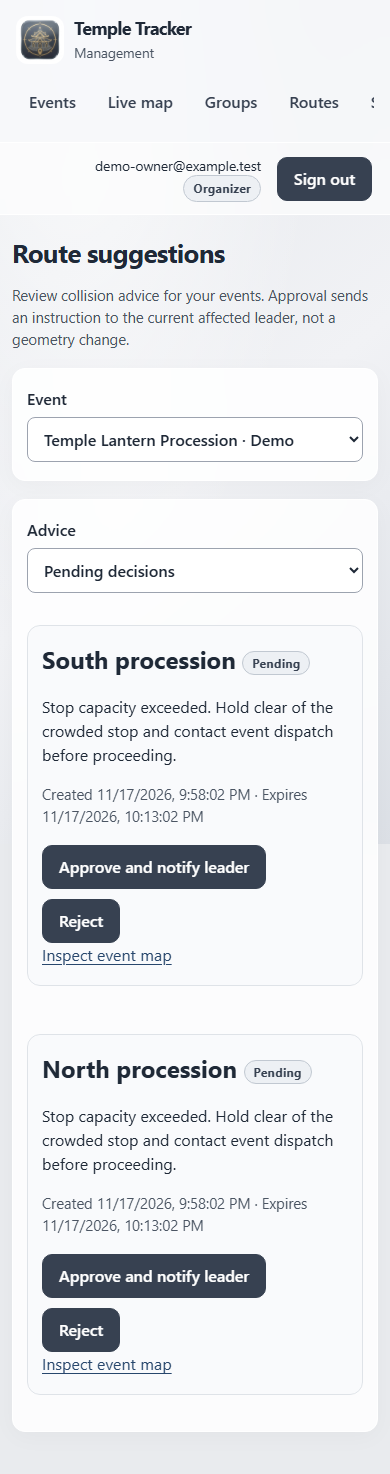 Temple Tracker
Management
Events Live map Groups Routes
demo-owner@example.test
Organizer
Sign out
Route suggestions
Review collision advice for your events. Approval sends
an instruction to the current affected leader, not a
geometry change.
Event
Temple Lantern Procession · Demo
Advice
Pending decisions
South procession Pending
Stop capacity exceeded. Hold clear of the
crowded stop and contact event dispatch
before proceeding.
Created 11/17/2026, 9:58:02 PM · Expires
11/17/2026, 10:13:02 PM
Approve and notify leader
Reject
Inspect event map
North procession Pending
Stop capacity exceeded. Hold clear of the
crowded stop and contact event dispatch
before proceeding.
Created 11/17/2026, 9:58:02 PM · Expires
11/17/2026, 10:13:02 PM
Approve and notify leader
Reject
Inspect event map